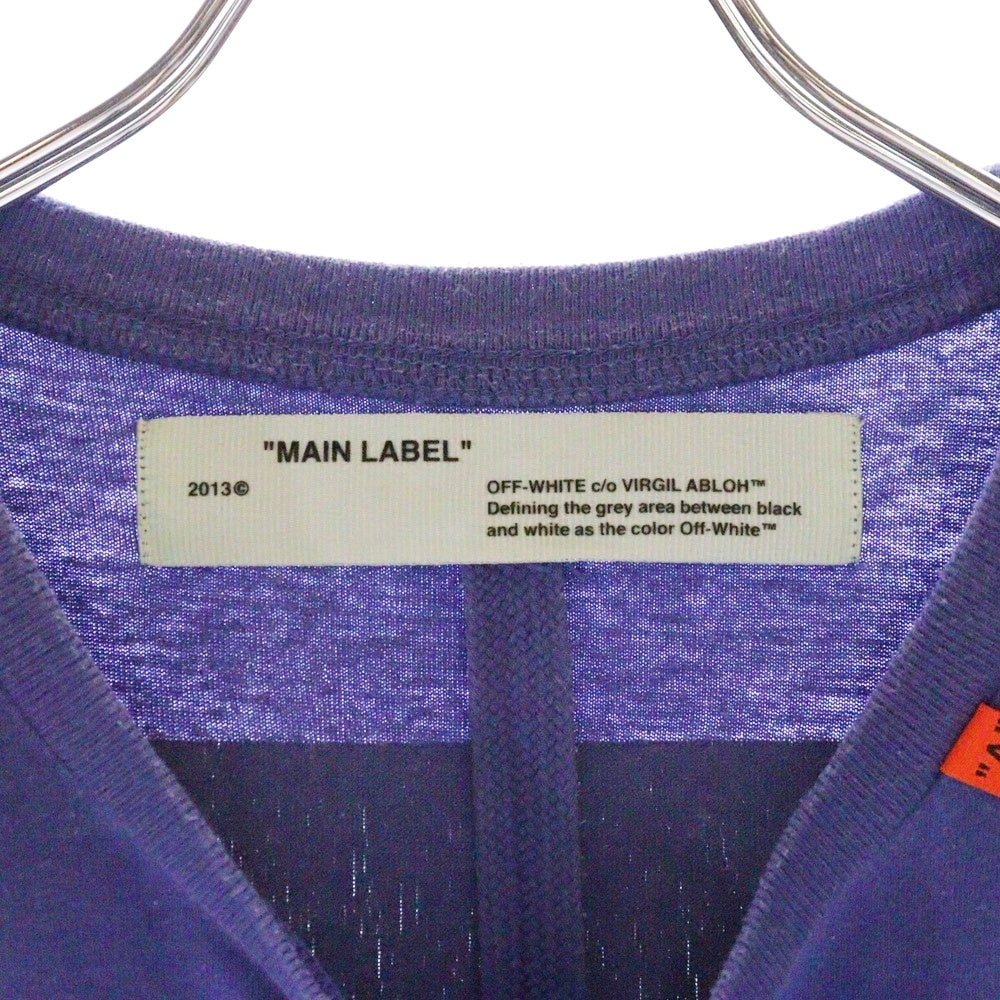 "MAIN LABEL"
2013©
OFF-WHITE c/o VIRGIL ABLOH™
Defining the grey area between black
and white as the color Off-White™